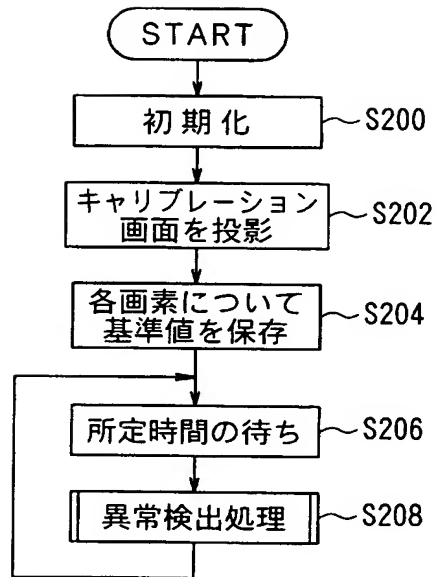 START
初期化
S200
キャリブレーション
画面を投影
S202
各画素について
基準値を保存
S204
所定時間の待ち
S206
異常検出処理
S208